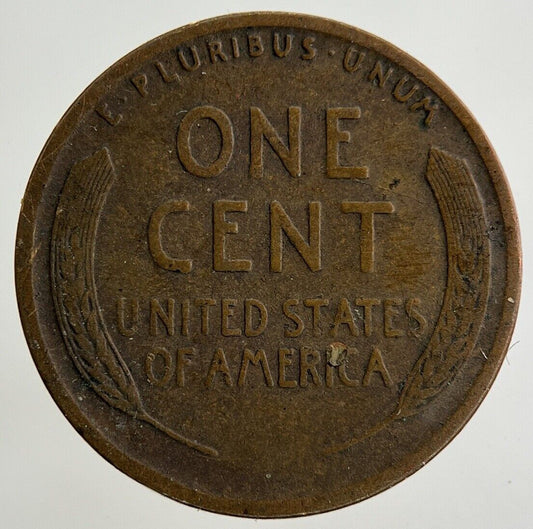 E·PLURIBUS·UNUM
ONE
CENT
UNITED STATES
OF AMERICA